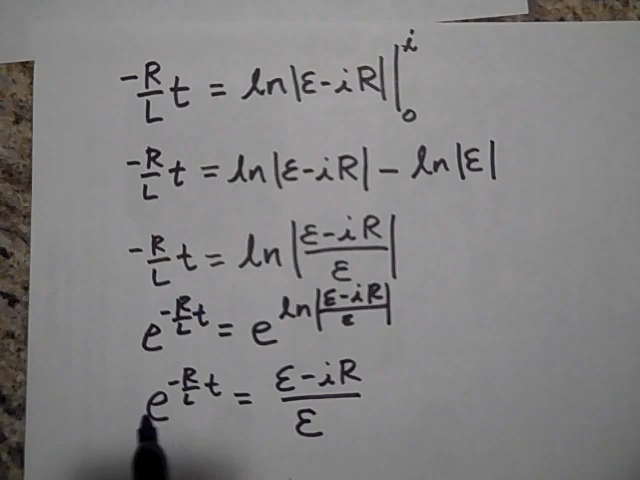 -R/L t = ln|ε-iR||₀ⁱ
-R/L t = ln|ε-iR| - ln|ε|
-R/L t = ln|ε-iR/ε|
e^(-R/L t) = e^(ln|ε-iR/ε|)
e^(-R/L t) = ε-iR/ε